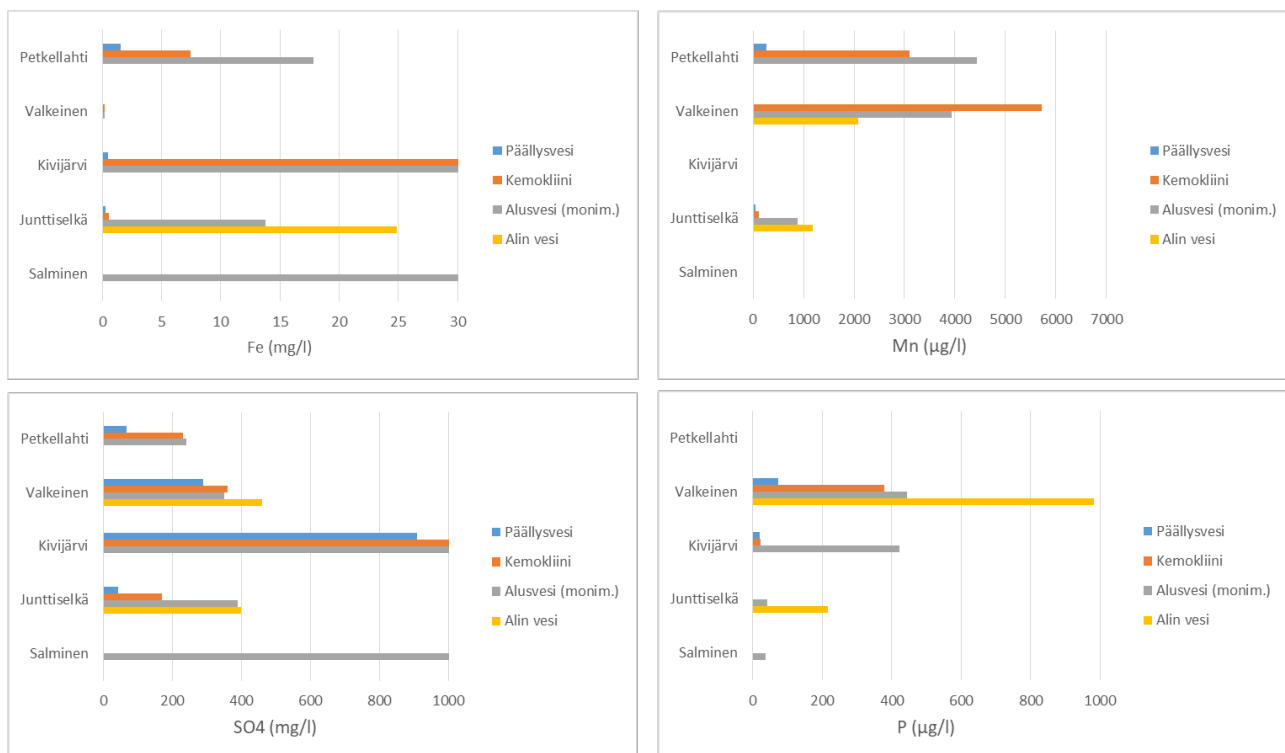 Petkellahti
Valkeinen
Kivijärvi
Junttiselkä
Salminen
0 5 10 15 20 25 30
Fe (mg/l)
Päällysvesi
Kemokliini
Alusvesi (monim.)
Alin vesi
Petkellahti
Valkeinen
Kivijärvi
Junttiselkä
Salminen
0 1000 2000 3000 4000 5000 6000 7000
Mn (µg/l)
Päällysvesi
Kemokliini
Alusvesi (monim.)
Alin vesi
Petkellahti
Valkeinen
Kivijärvi
Junttiselkä
Salminen
0 200 400 600 800 1000
SO4 (mg/l)
Päällysvesi
Kemokliini
Alusvesi (monim.)
Alin vesi
Petkellahti
Valkeinen
Kivijärvi
Junttiselkä
Salminen
0 200 400 600 800 1000
P (µg/l)
Päällysvesi
Kemokliini
Alusvesi (monim.)
Alin vesi